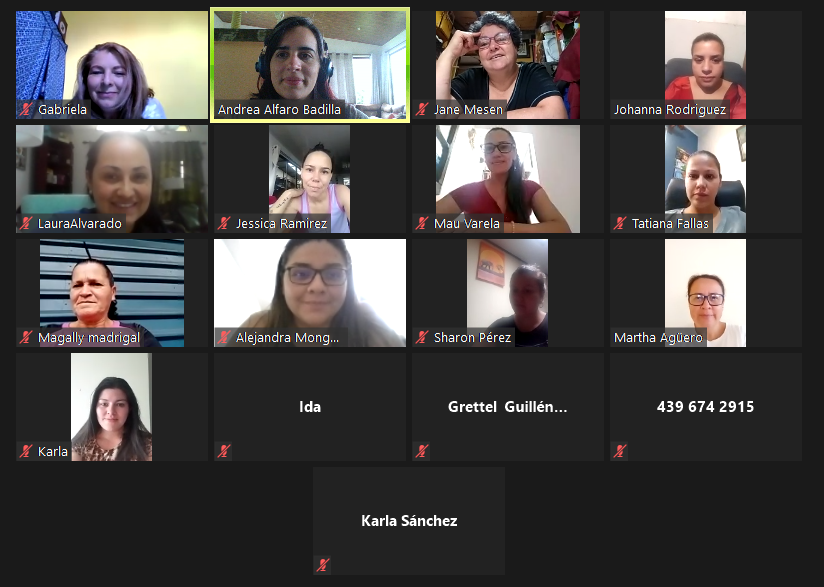 Gabriela
Andrea Alfaro Badilla
Jane Mesen
Johanna Rodriguez
LauraAlvarado
Jessica Ramirez
Mau Varela
Tatiana Fallas
Magally madrigal
Alejandra Mong...
Sharon Pérez
Martha Agüero
Karla
Ida
Grettel Guillén...
439 674 2915
Karla Sánchez